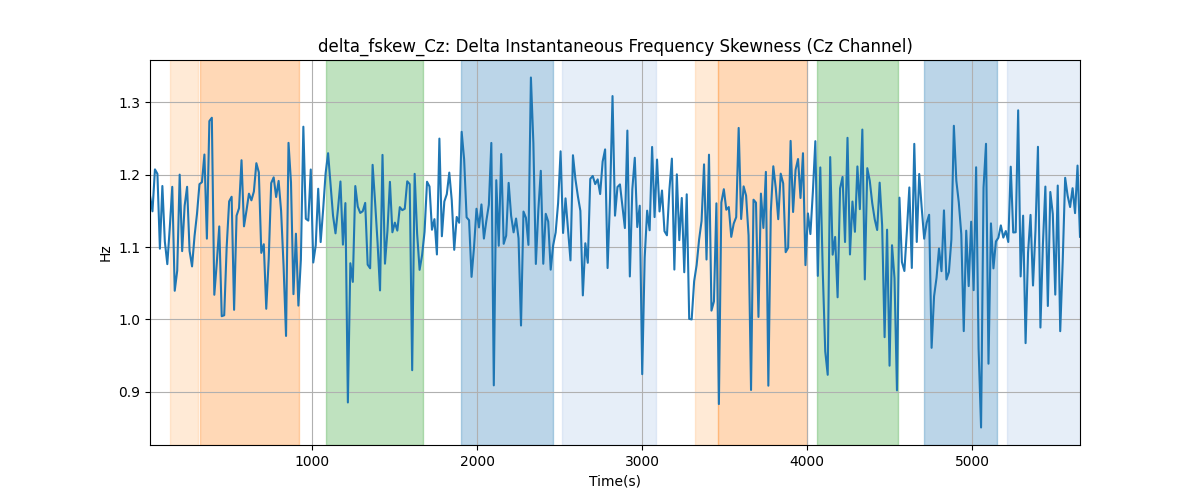 delta_fskew_Cz: Delta Instantaneous Frequency Skewness (Cz Channel)
1.3
1.2
1.1
1.0
0.9
Hz
1000 2000 3000 4000 5000
Time(s)